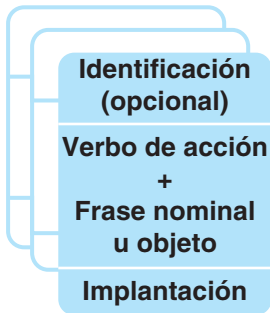 Identificación
(opcional)
Verbo de acción
+
Frase nominal
u objeto
Implantación